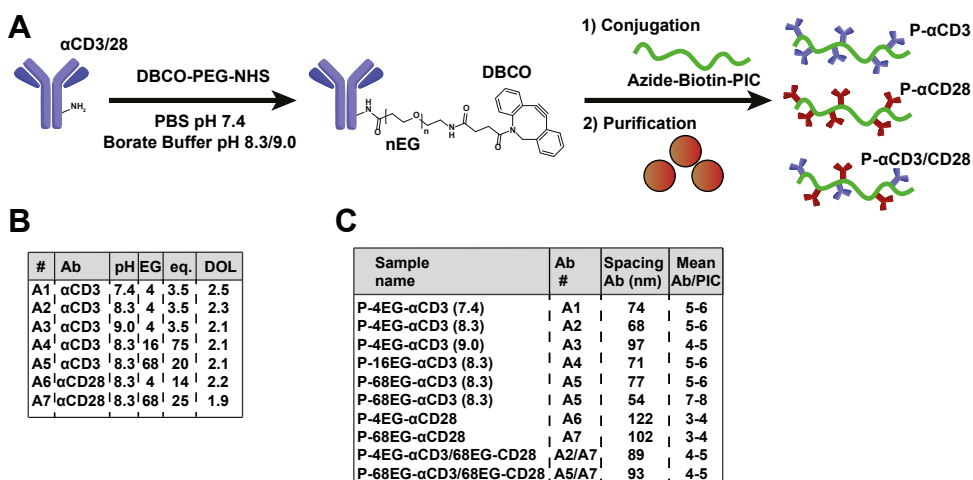 A
αCD3/28
NH₂
DBCO-PEG-NHS
PBS pH 7.4
Borate Buffer pH 8.3/9.0
NH
O
O
n
nEG
N
H
O
O
N
DBCO
1) Conjugation
Azide-Biotin-PIC
2) Purification
P-αCD3
P-αCD28
P-αCD3/CD28
B
# Ab pH EG eq. DOL
A1 αCD3 7.4 4 3.5 2.5
A2 αCD3 8.3 4 3.5 2.3
A3 αCD3 9.0 4 3.5 2.1
A4 αCD3 8.3 16 75 2.1
A5 αCD3 8.3 68 20 2.1
A6 αCD28 8.3 4 14 2.2
A7 αCD28 8.3 68 25 1.9
C
Sample name Ab # Spacing Ab (nm) Mean Ab/PIC
P-4EG-αCD3 (7.4) A1 74 5-6
P-4EG-αCD3 (8.3) A2 68 5-6
P-4EG-αCD3 (9.0) A3 97 4-5
P-16EG-αCD3 (8.3) A4 71 5-6
P-68EG-αCD3 (8.3) A5 77 5-6
P-68EG-αCD3 (8.3) A5 54 7-8
P-4EG-αCD28 A6 122 3-4
P-68EG-αCD28 A7 102 3-4
P-4EG-αCD3/68EG-CD28 A2/A7 89 4-5
P-68EG-αCD3/68EG-CD28 A5/A7 93 4-5